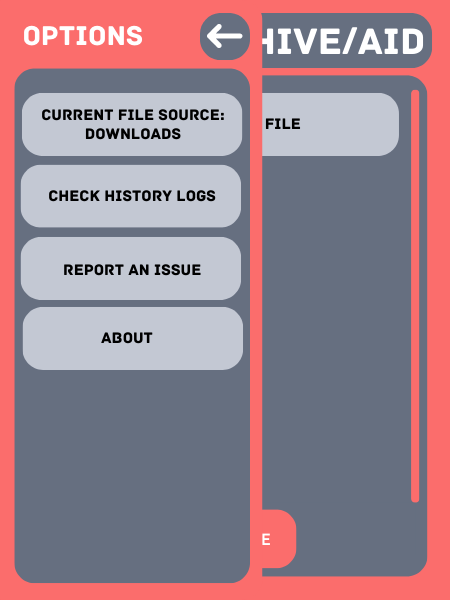 OPTIONS
HIVE/AID
CURRENT FILE SOURCE:
DOWNLOADS
FILE
CHECK HISTORY LOGS
REPORT AN ISSUE
ABOUT
E